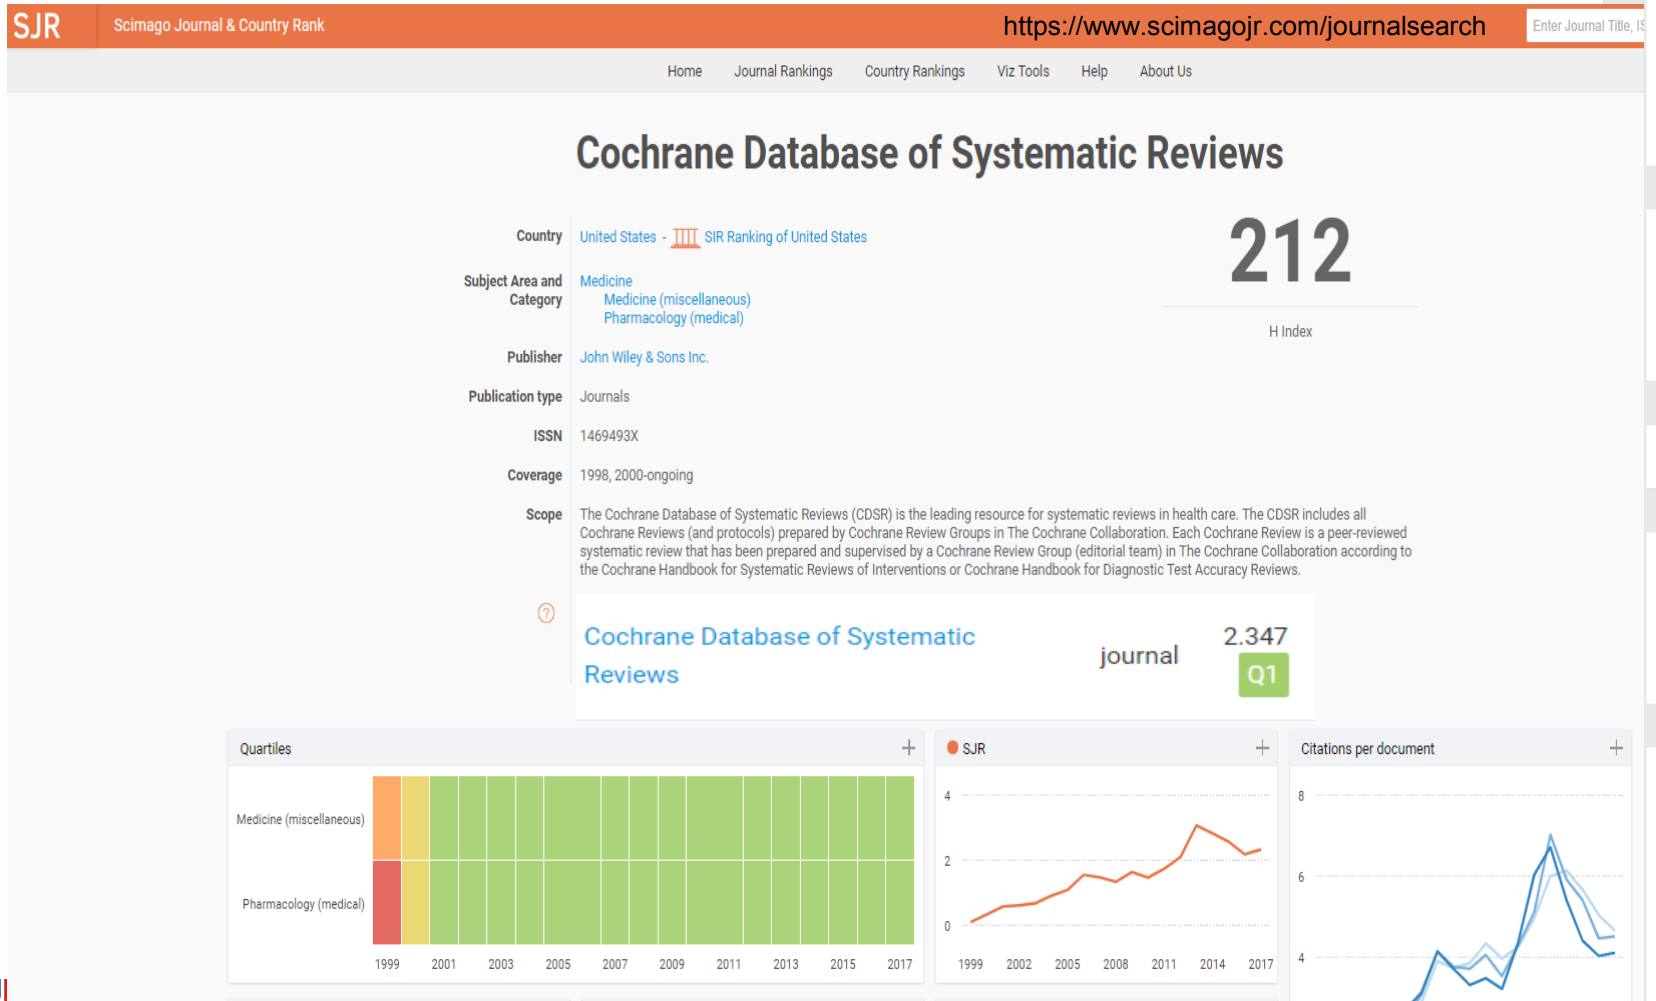 SJR
Scimago Journal & Country Rank
https://www.scimagojr.com/journalsearch
Enter Journal Title, IS
Home Journal Rankings Country Rankings Viz Tools Help About Us
Cochrane Database of Systematic Reviews
Country United States - SIR Ranking of United States
Subject Area and Category
Medicine
Medicine (miscellaneous)
Pharmacology (medical)
Publisher John Wiley & Sons Inc.
Publication type Journals
ISSN 1469493X
Coverage 1998, 2000-ongoing
Scope The Cochrane Database of Systematic Reviews (CDSR) is the leading resource for systematic reviews in health care. The CDSR includes all
Cochrane Reviews (and protocols) prepared by Cochrane Review Groups in The Cochrane Collaboration. Each Cochrane Review is a peer-reviewed
systematic review that has been prepared and supervised by a Cochrane Review Group (editorial team) in The Cochrane Collaboration according to
the Cochrane Handbook for Systematic Reviews of Interventions or Cochrane Handbook for Diagnostic Test Accuracy Reviews.
212
H Index
?
Cochrane Database of Systematic
Reviews
journal
2.347
Q1
Quartiles +
Medicine (miscellaneous)
Pharmacology (medical)
1999 2001 2003 2005 2007 2009 2011 2013 2015 2017
SJR +
4
2
0
1999 2002 2005 2008 2011 2014 2017
Citations per document +
8
6
4